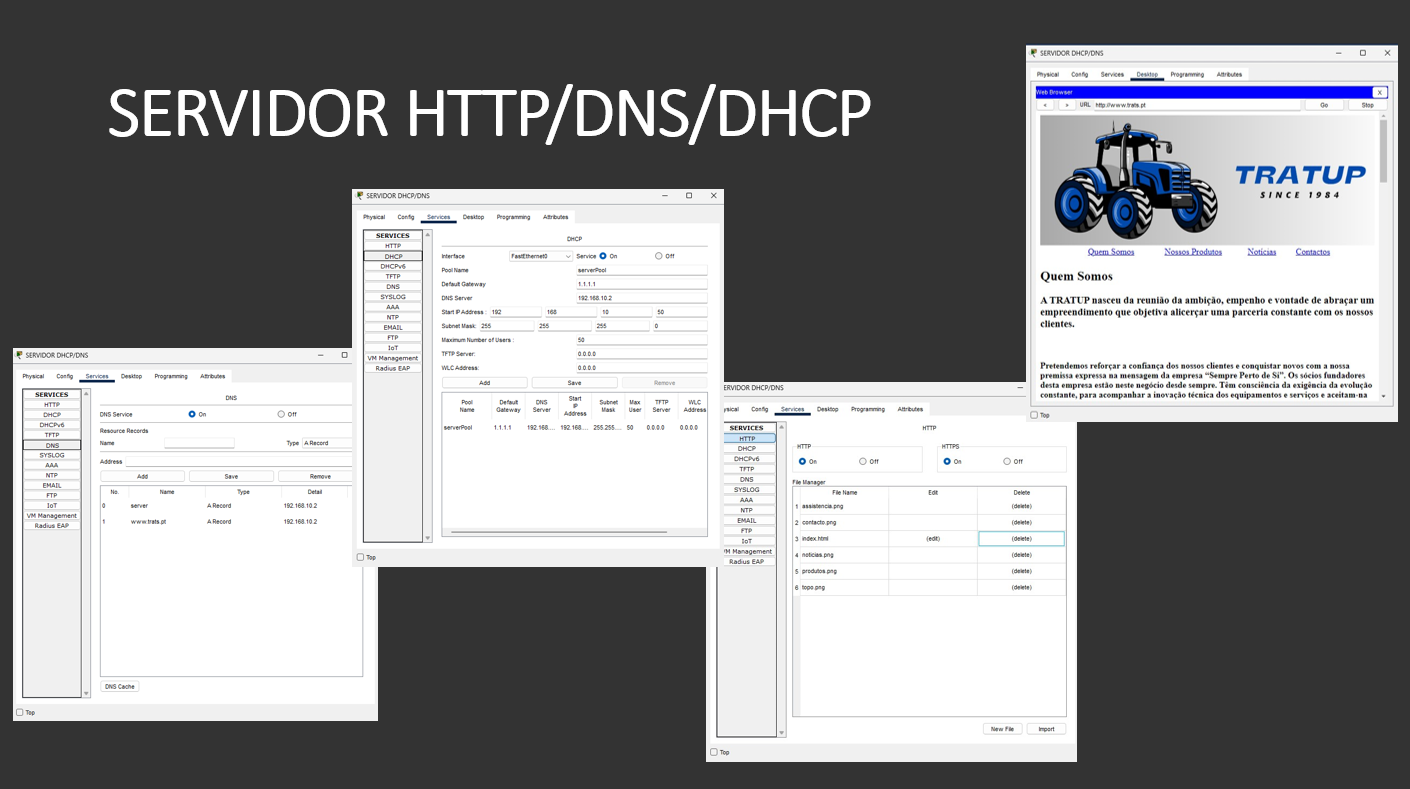 SERVIDOR HTTP/DNS/DHCP
SERVIDOR DHCP/DNS
Physical Config Services Desktop Programming Attributes
Web Browser X
< > URL http://www.trats.pt Go Stop
TRATUP
SINCE 1984
Quem Somos Nossos Produtos Noticias Contactos
Quem Somos
A TRATUP nasceu da reunião da ambição, empenho e vontade de abraçar um
empreendimento que objetiva alicerçar uma parceria constante com os nossos
clientes.
Pretendemos reforçar a confiança dos nossos clientes e conquistar novos com a nossa
premissa expressa na mensagem da empresa “Sempre Perto de Si”. Os sócios fundadores
desta empresa estão neste negócio desde sempre. Têm consciência da exigência da evolução
constante, para acompanhar a inovação técnica dos equipamentos e serviços e aceitam-na
Top
SERVIDOR DHCP/DNS
Physical Config Services Desktop Programming Attributes
SERVICES
HTTP
DHCP
DHCPv6
TFTP
DNS
SYSLOG
AAA
NTP
EMAIL
FTP
IoT
VM Management
Radius EAP
DHCP
Interface FastEthernet0 Service On Off
Pool Name serverPool
Default Gateway 1.1.1.1
DNS Server 192.168.10.2
Start IP Address : 192 168 10 50
Subnet Mask: 255 255 255 0
Maximum Number of Users : 50
TFTP Server: 0.0.0.0
WLC Address: 0.0.0.0
Add Save Remove
Pool Name Default Gateway DNS Server Start IP Address Subnet Mask Max User TFTP Server WLC Address
serverPool 1.1.1.1 192.168.... 192.168.... 255.255.... 50 0.0.0.0 0.0.0.0
Top
SERVIDOR DHCP/DNS
Physical Config Services Desktop Programming Attributes
SERVICES
HTTP
DHCP
DHCPv6
TFTP
DNS
SYSLOG
AAA
NTP
EMAIL
FTP
IoT
VM Management
Radius EAP
DNS
DNS Service On Off
Resource Records
Name Type A Record
Address
Add Save Remove
No. Name Type Detail
0 server A Record 192.168.10.2
1 www.trats.pt A Record 192.168.10.2
DNS Cache
Top
ERVIDOR DHCP/DNS
ysical Config Services Desktop Programming Attributes
SERVICES
HTTP
DHCP
DHCPv6
TFTP
DNS
SYSLOG
AAA
NTP
EMAIL
FTP
IoT
M Management
Radius EAP
HTTP
HTTP HTTPS
On Off On Off
File Manager
File Name Edit Delete
1 assistencia.png (delete)
2 contacto.png (delete)
3 index.html (edit) (delete)
4 noticias.png (delete)
5 produtos.png (delete)
6 topo.png (delete)
New File Import
Top